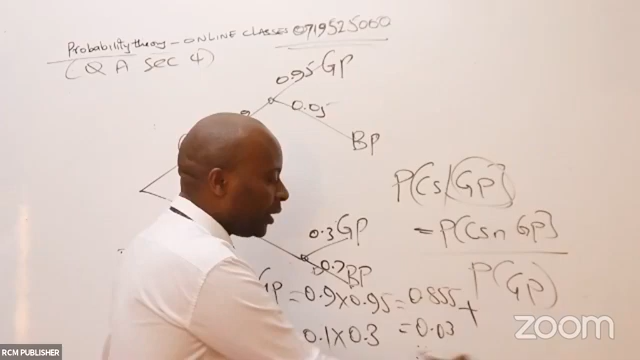 Probability theory - ONLINE CLASSES 0719525060
(Q A SEC 4)
0.95 GP
0.05
BP
P(Cs|GP)
= P(Cs n GP)
P(GP)
0.3 GP
0.7 BP
GP = 0.9 x 0.95 = 0.855 +
0.1 x 0.3 = 0.03
zoom
RCM PUBLISHER